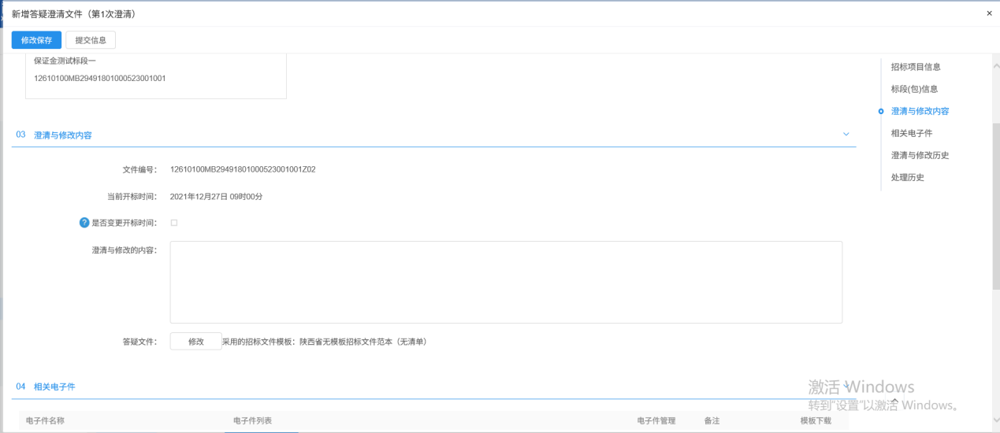 新增答疑澄清文件（第1次澄清）
×
修改保存 提交信息
保证金测试标段一
12610100MB29491801000523001001
招标项目信息
标段(包)信息
澄清与修改内容
相关电子件
澄清与修改历史
处理历史
03 澄清与修改内容
文件编号： 12610100MB29491801000523001001Z02
当前开标时间： 2021年12月27日 09时00分
? 是否变更开标时间：
澄清与修改的内容：
答疑文件： 修改 采用的招标文件模板：陕西省无模板招标文件范本（无清单）
04 相关电子件
电子件名称 电子件列表 电子件管理 备注 模板下载
激活 Windows
转到"设置"以激活 Windows。